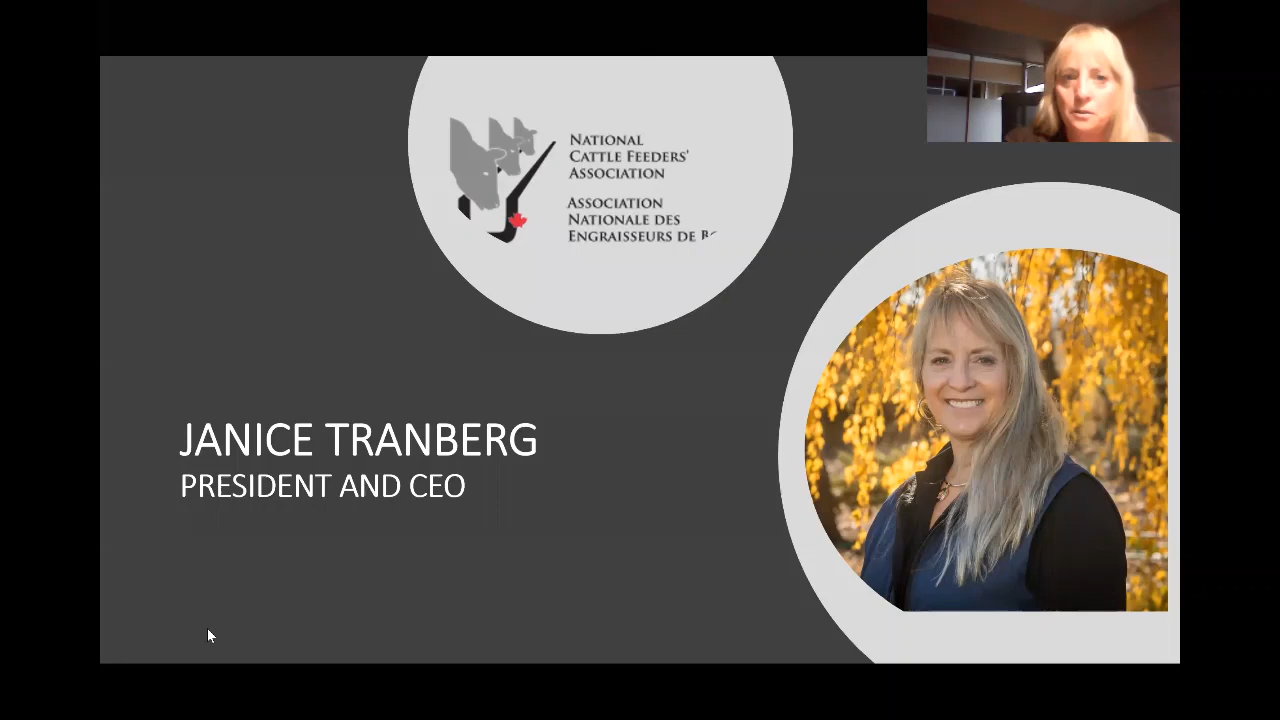 NATIONAL
CATTLE FEEDERS'
ASSOCIATION
ASSOCIATION
NATIONALE DES
ENGRAISSEURS DE
JANICE TRANBERG
PRESIDENT AND CEO